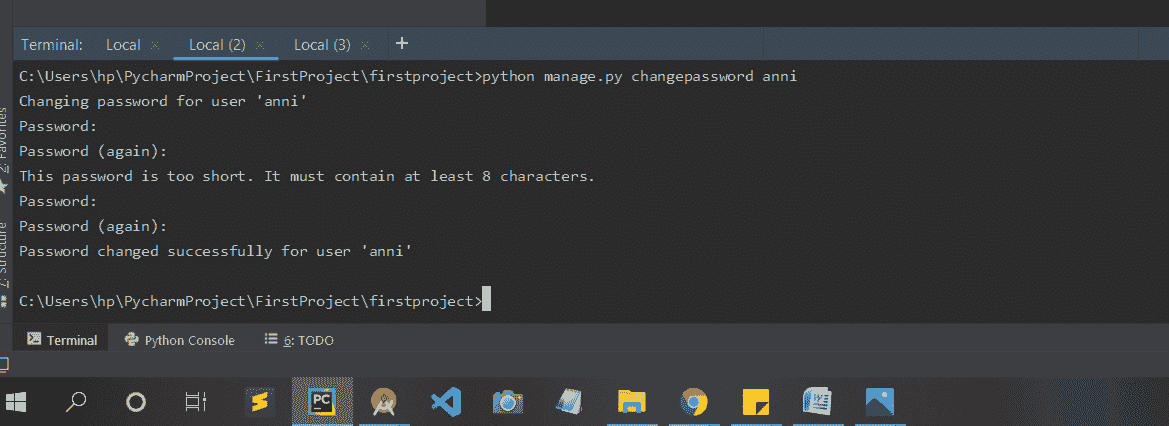 Terminal: Local × Local (2) × Local (3) × +
C:\Users\hp\PycharmProject\FirstProject\firstproject>python manage.py changepassword anni
Changing password for user 'anni'
Password:
Password (again):
This password is too short. It must contain at least 8 characters.
Password:
Password (again):
Password changed successfully for user 'anni'
C:\Users\hp\PycharmProject\FirstProject\firstproject>
2: Favorites
Z: Structure
Terminal Python Console 6: TODO
PC
W